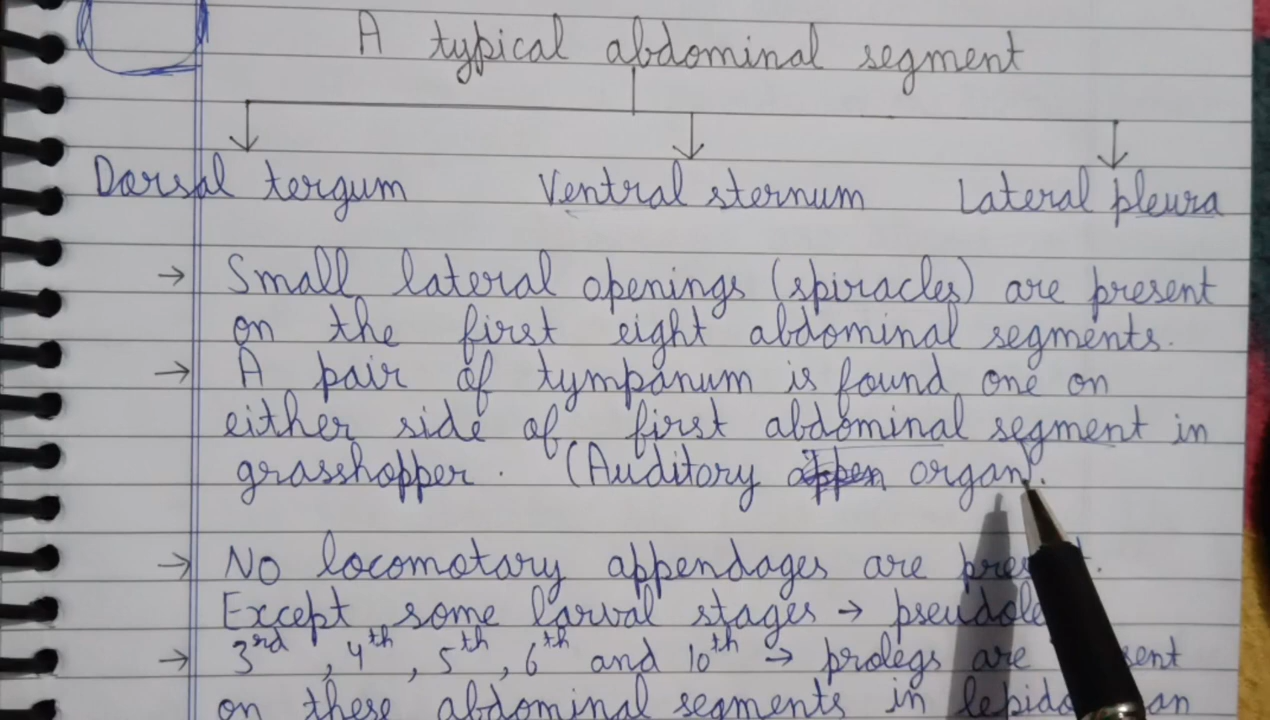 A typical abdominal segment
Dorsal tergum Ventral sternum Lateral pleura
→ Small lateral openings (spiracles) are present
on the first eight abdominal segments.
→ A pair of tympanum is found one on
either side of first abdominal segment in
grasshopper. (Auditory organ).
→ No locomotary appendages are
Except some larval stages →
→ 3rd, 4th, 5th, 6th and 10th → prolegs are
on these abdominal segments in